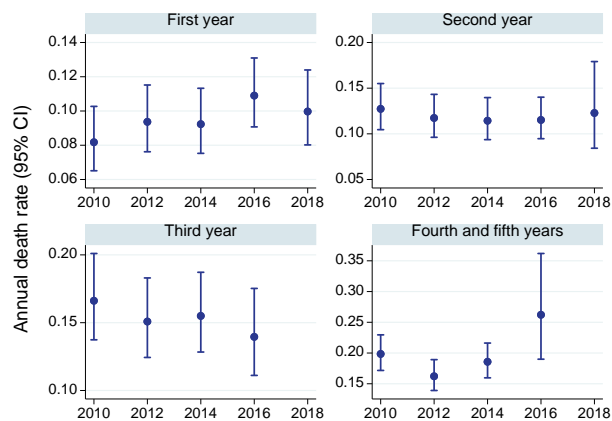 First year
Second year
0.14
0.12
0.10
0.08
0.06
2010 2012 2014 2016 2018
0.20
0.15
0.10
0.05
2010 2012 2014 2016 2018
Third year
Fourth and fifth years
0.20
0.15
0.10
2010 2012 2014 2016 2018
0.35
0.30
0.25
0.20
0.15
2010 2012 2014 2016 2018
Annual death rate (95% CI)